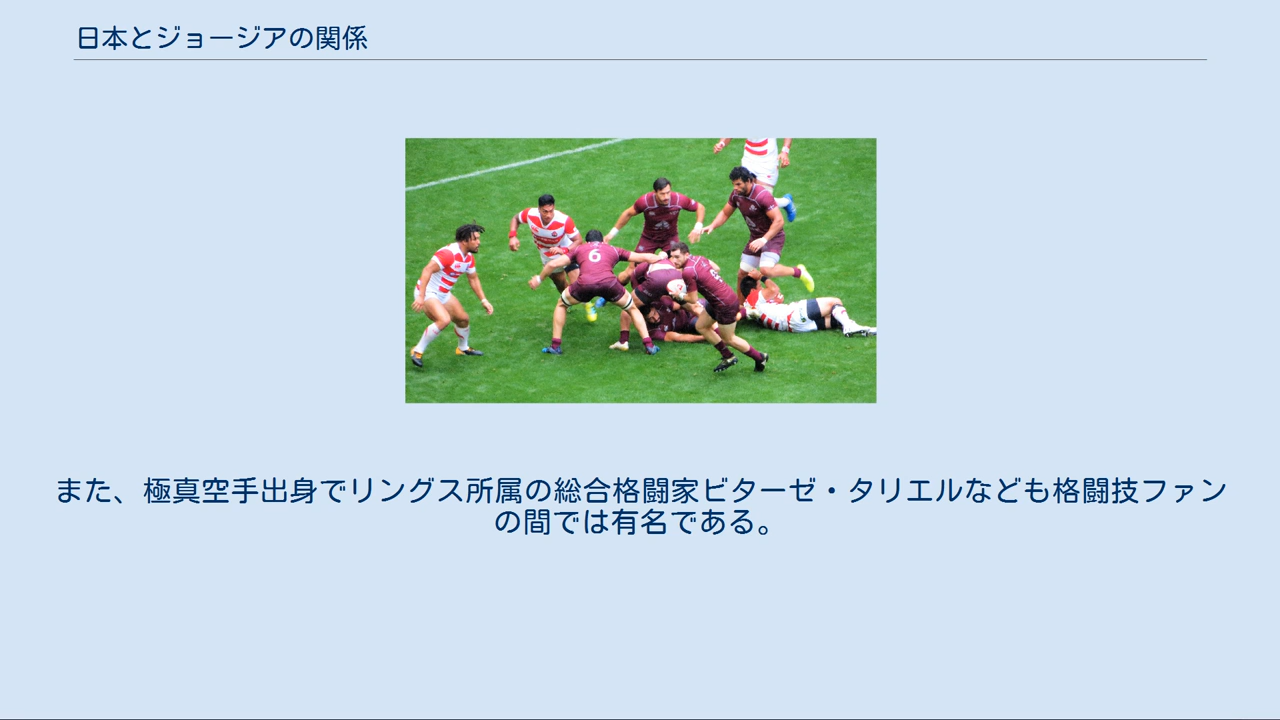 日本とジョージアの関係
6
また、極真空手出身でリングス所属の総合格闘家ビターゼ・タリエルなども格闘技ファン
の間では有名である。